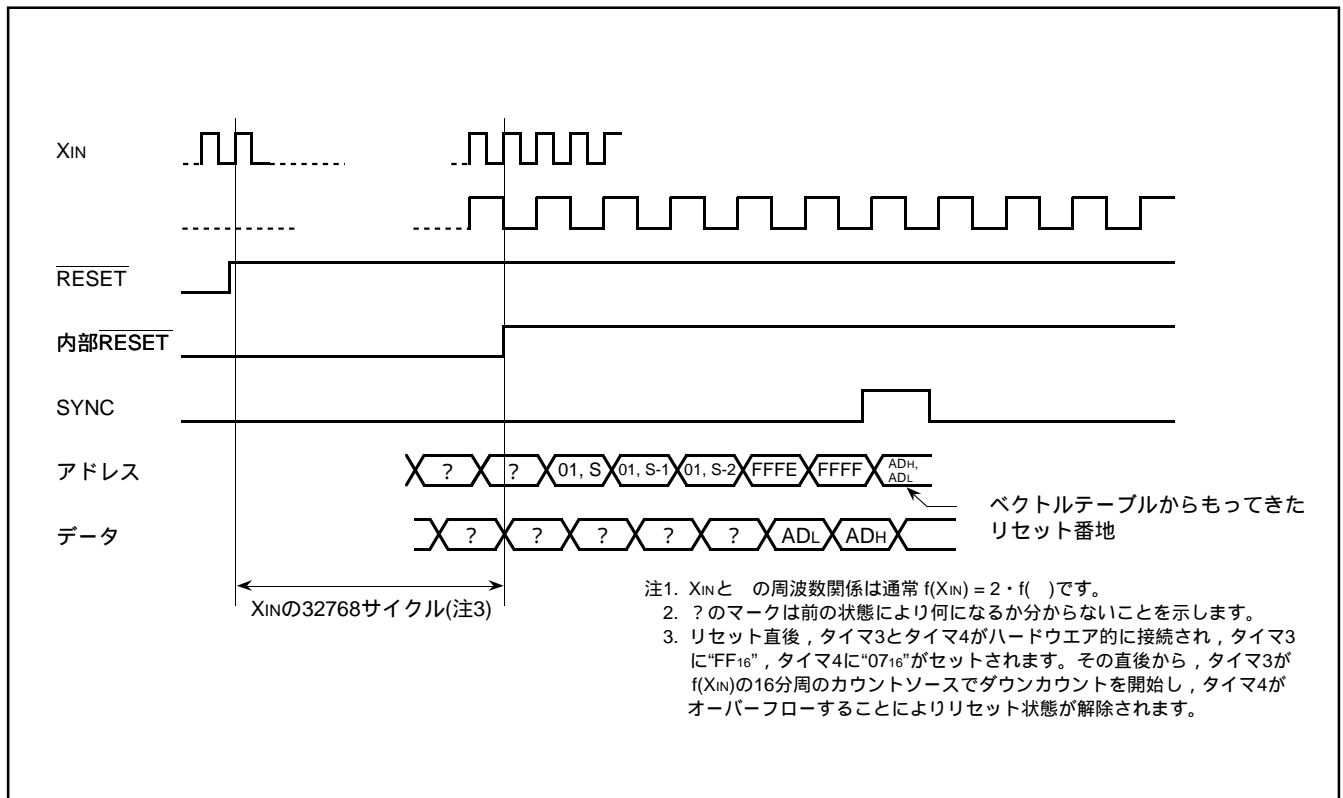 XIN
RESET
内部RESET
SYNC
アドレス
? ? 01, S 01, S-1 01, S-2 FFFE FFFF ADH, ADL
ベクトルテーブルからもってきた
リセット番地
データ
? ? ? ? ? ADL ADH
XINの32768サイクル(注3)
注1. XINと の周波数関係は通常 f(XIN) = 2・f( )です。
2. ?のマークは前の状態により何になるか分からないことを示します。
3. リセット直後,タイマ3とタイマ4がハードウエア的に接続され,タイマ3
に“FF16”,タイマ4に“0716”がセットされます。その直後から,タイマ3が
f(XIN)の16分周のカウントソースでダウンカウントを開始し,タイマ4が
オーバーフローすることによりリセット状態が解除されます。